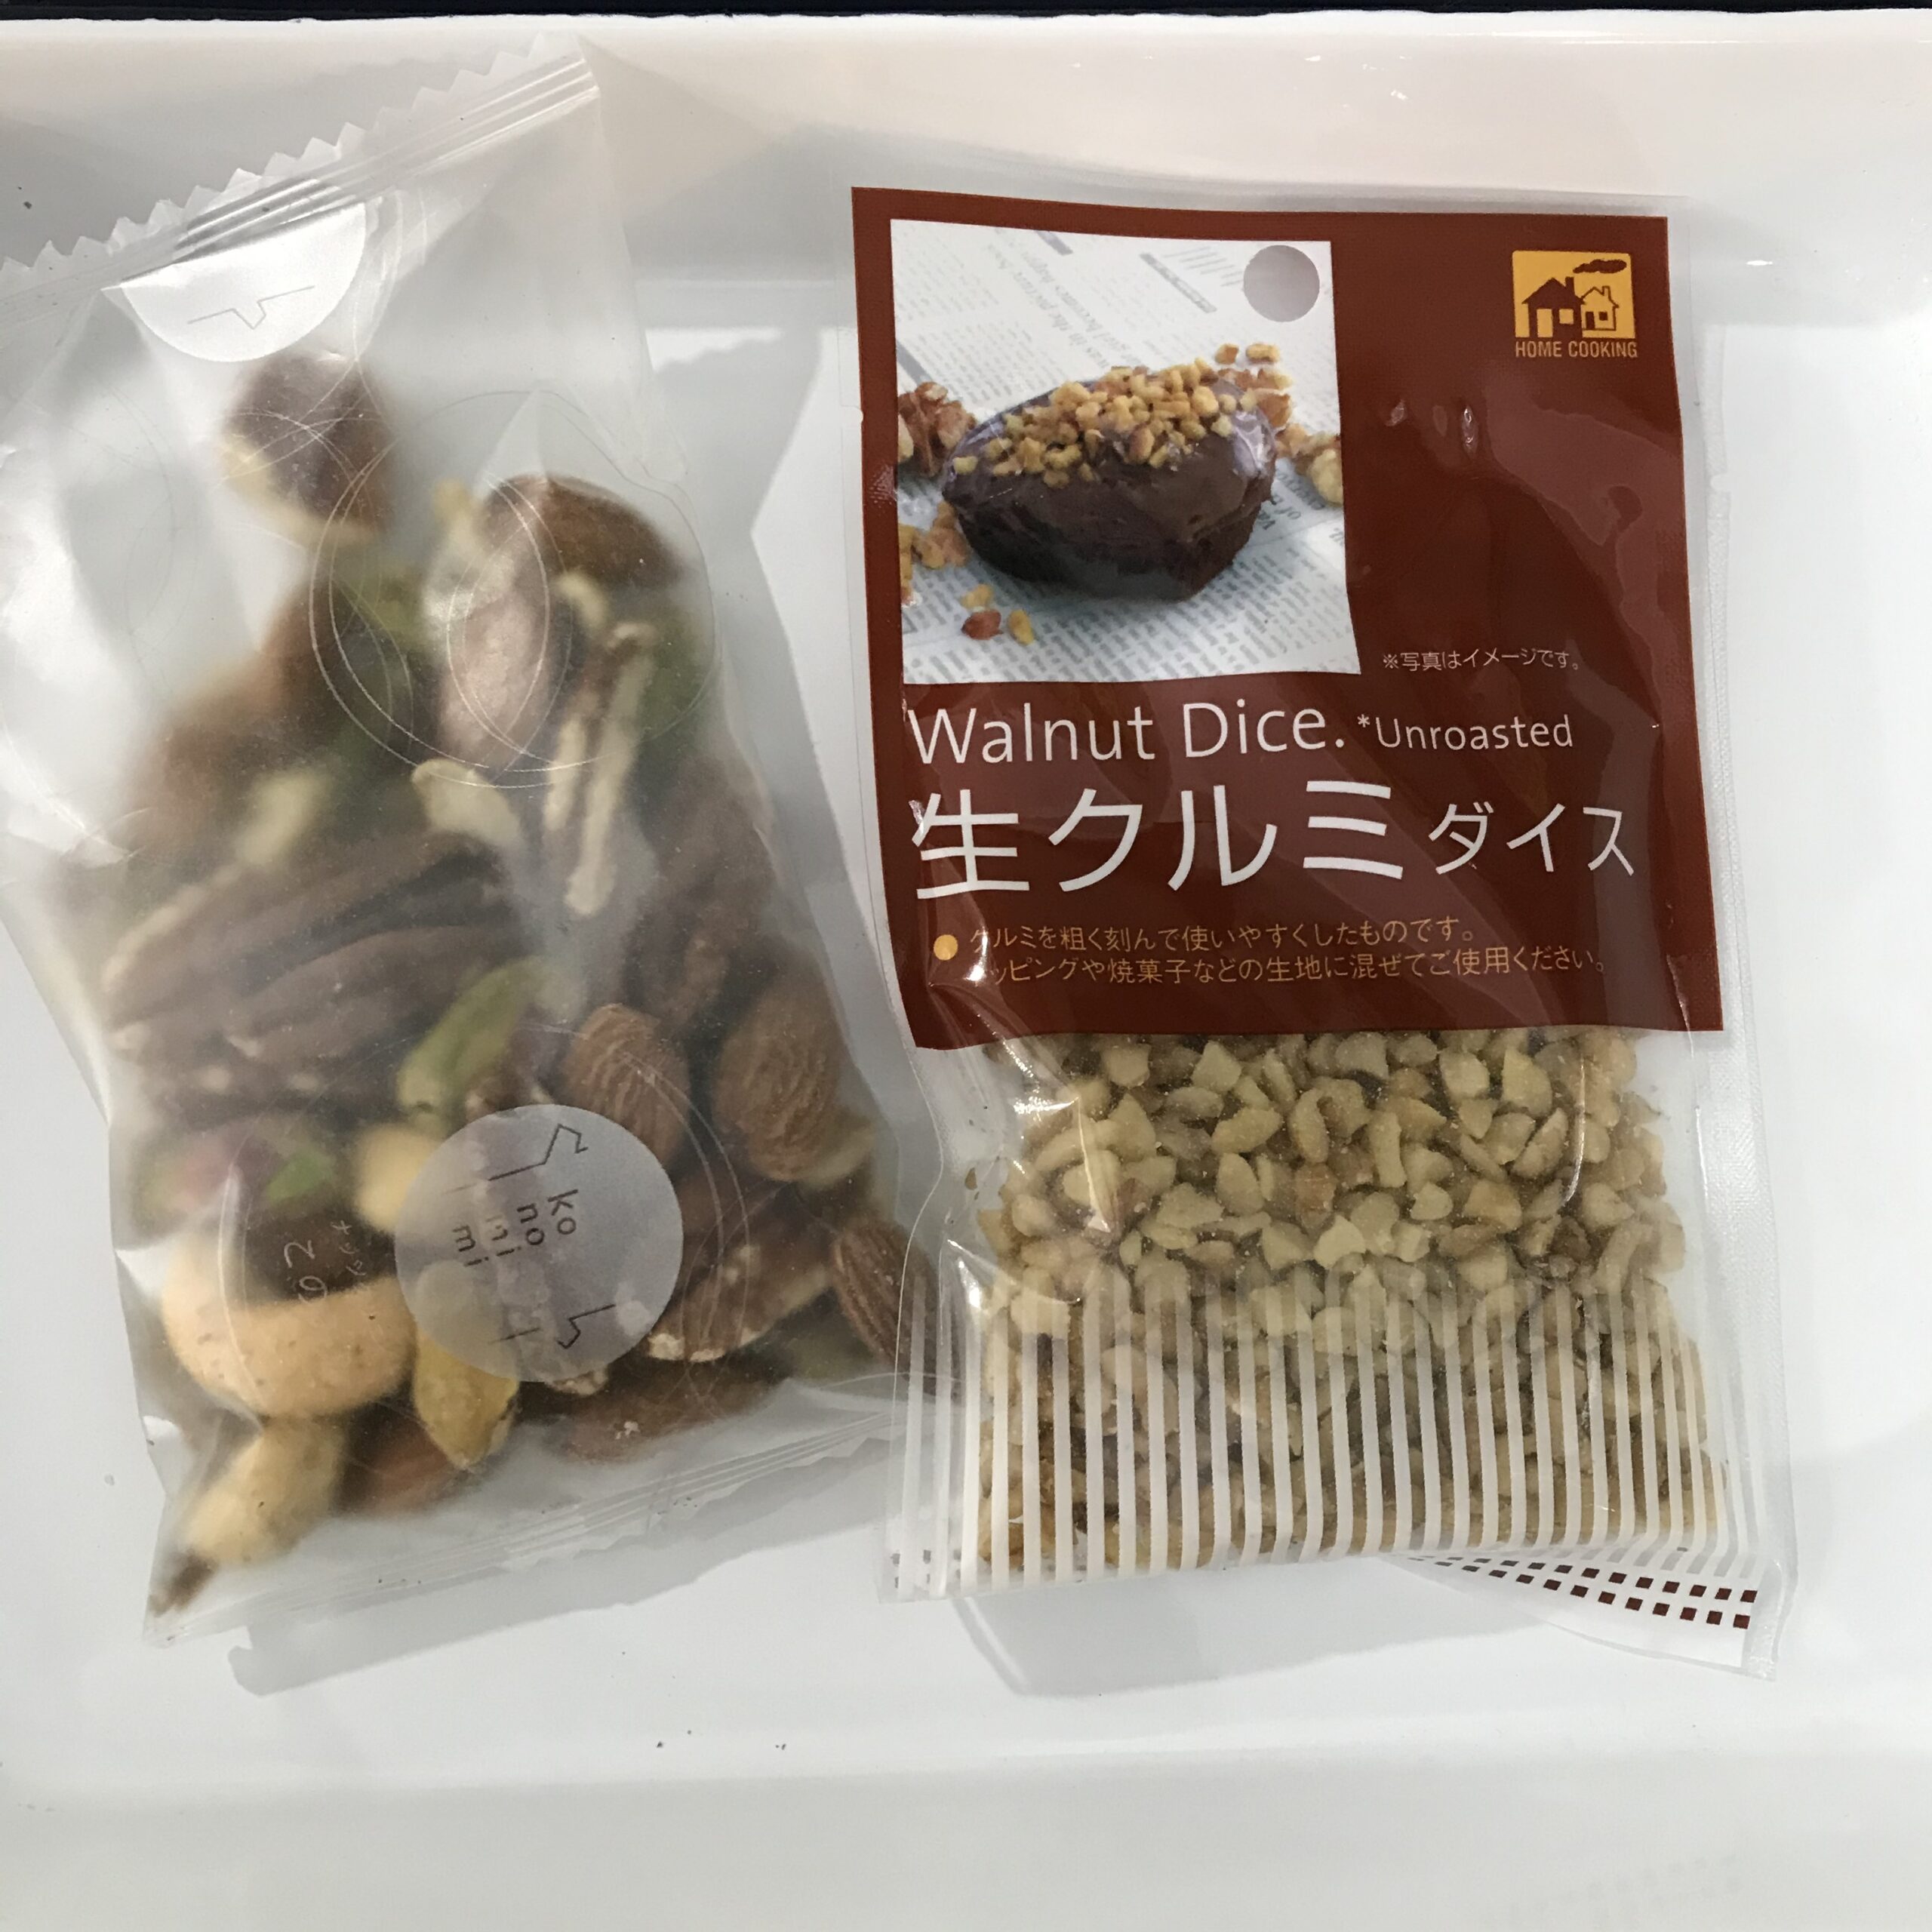 ko
no
mi
mi
ナッツ
HOME COOKING
※写真はイメージです。
Walnut Dice. *Unroasted
生クルミダイス
クルミを粗く刻んで使いやすくしたものです。
ッピングや焼菓子などの生地に混ぜてご使用ください。